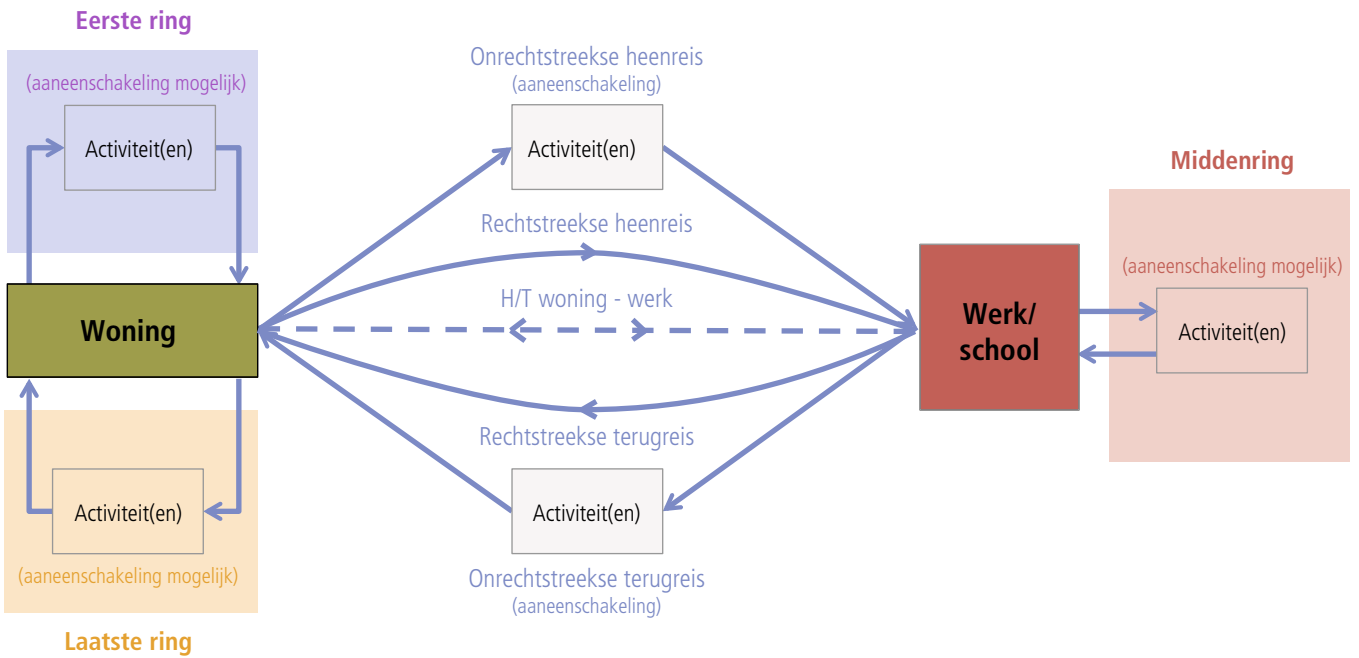 Eerste ring
(aaneenschakeling mogelijk)
Activiteit(en)
Onrechtstreekse heenreis
(aaneenschakeling)
Activiteit(en)
Rechtstreekse heenreis
H/T woning - werk
Woning
Rechtstreekse terugreis
Activiteit(en)
Onrechtstreekse terugreis
(aaneenschakeling)
Activiteit(en)
(aaneenschakeling mogelijk)
Laatste ring
Werk/
school
Middenring
(aaneenschakeling mogelijk)
Activiteit(en)